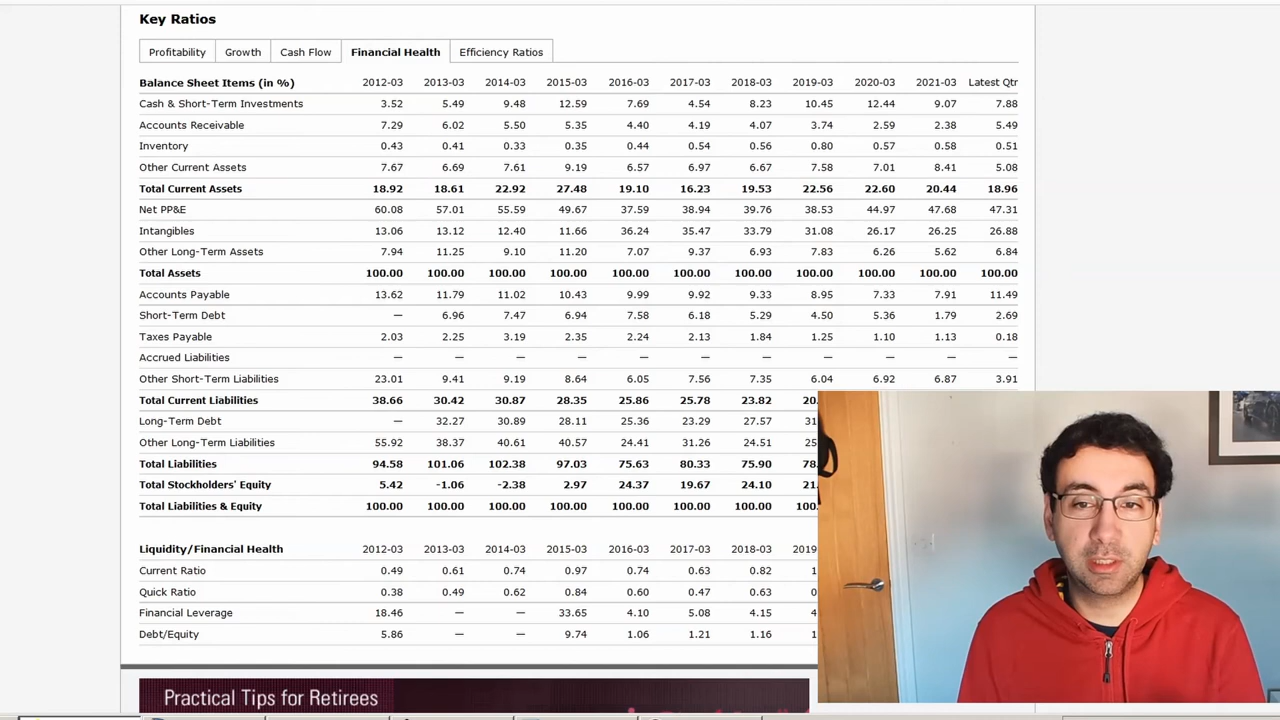 Key Ratios
Profitability Growth Cash Flow Financial Health Efficiency Ratios
Balance Sheet Items (in %) 2012-03 2013-03 2014-03 2015-03 2016-03 2017-03 2018-03 2019-03 2020-03 2021-03 Latest Qtr
Cash & Short-Term Investments 3.52 5.49 9.48 12.59 7.69 4.54 8.23 10.45 12.44 9.07 7.88
Accounts Receivable 7.29 6.02 5.50 5.35 4.40 4.19 4.07 3.74 2.59 2.38 5.49
Inventory 0.43 0.41 0.33 0.35 0.44 0.54 0.56 0.80 0.57 0.58 0.51
Other Current Assets 7.67 6.69 7.61 9.19 6.57 6.97 6.67 7.58 7.01 8.41 5.08
Total Current Assets 18.92 18.61 22.92 27.48 19.10 16.23 19.53 22.56 22.60 20.44 18.96
Net PP&E 60.08 57.01 55.59 49.67 37.59 38.94 39.76 38.53 44.97 47.68 47.31
Intangibles 13.06 13.12 12.40 11.66 36.24 35.47 33.79 31.08 26.17 26.25 26.88
Other Long-Term Assets 7.94 11.25 9.10 11.20 7.07 9.37 6.93 7.83 6.26 5.62 6.84
Total Assets 100.00 100.00 100.00 100.00 100.00 100.00 100.00 100.00 100.00 100.00 100.00
Accounts Payable 13.62 11.79 11.02 10.43 9.99 9.92 9.33 8.95 7.33 7.91 11.49
Short-Term Debt — 6.96 7.47 6.94 7.58 6.18 5.29 4.50 5.36 1.79 2.69
Taxes Payable 2.03 2.25 3.19 2.35 2.24 2.13 1.84 1.25 1.10 1.13 0.18
Accrued Liabilities — — — — — — — — — — —
Other Short-Term Liabilities 23.01 9.41 9.19 8.64 6.05 7.56 7.35 6.04 6.92 6.87 3.91
Total Current Liabilities 38.66 30.42 30.87 28.35 25.86 25.78 23.82 20.
Long-Term Debt — 32.27 30.89 28.11 25.36 23.29 27.57 31
Other Long-Term Liabilities 55.92 38.37 40.61 40.57 24.41 31.26 24.51 25
Total Liabilities 94.58 101.06 102.38 97.03 75.63 80.33 75.90 78.
Total Stockholders' Equity 5.42 -1.06 -2.38 2.97 24.37 19.67 24.10 21.
Total Liabilities & Equity 100.00 100.00 100.00 100.00 100.00 100.00 100.00 100.
Liquidity/Financial Health 2012-03 2013-03 2014-03 2015-03 2016-03 2017-03 2018-03 2019
Current Ratio 0.49 0.61 0.74 0.97 0.74 0.63 0.82 1
Quick Ratio 0.38 0.49 0.62 0.84 0.60 0.47 0.63 0
Financial Leverage 18.46 — — 33.65 4.10 5.08 4.15 4
Debt/Equity 5.86 — — 9.74 1.06 1.21 1.16 1
Practical Tips for Retirees